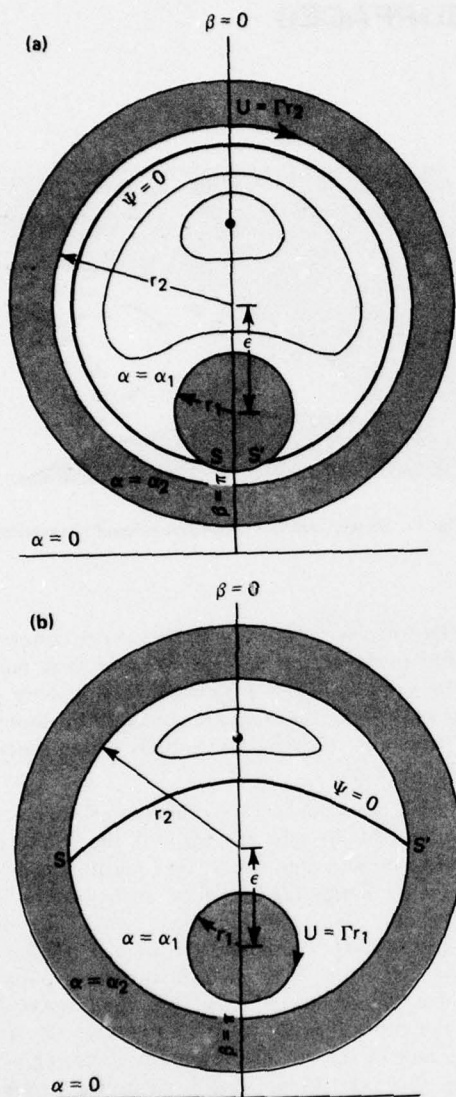 (a)
β = 0
U = Γr₂
Ψ = 0
r₂
ϵ
α = α₁
r₁
S S'
α = α₂
β = π
α = 0
(b)
β = 0
Ψ = 0
r₂
S S'
ϵ
α = α₁
r₁
U = Γr₁
α = α₂
β = π
α = 0